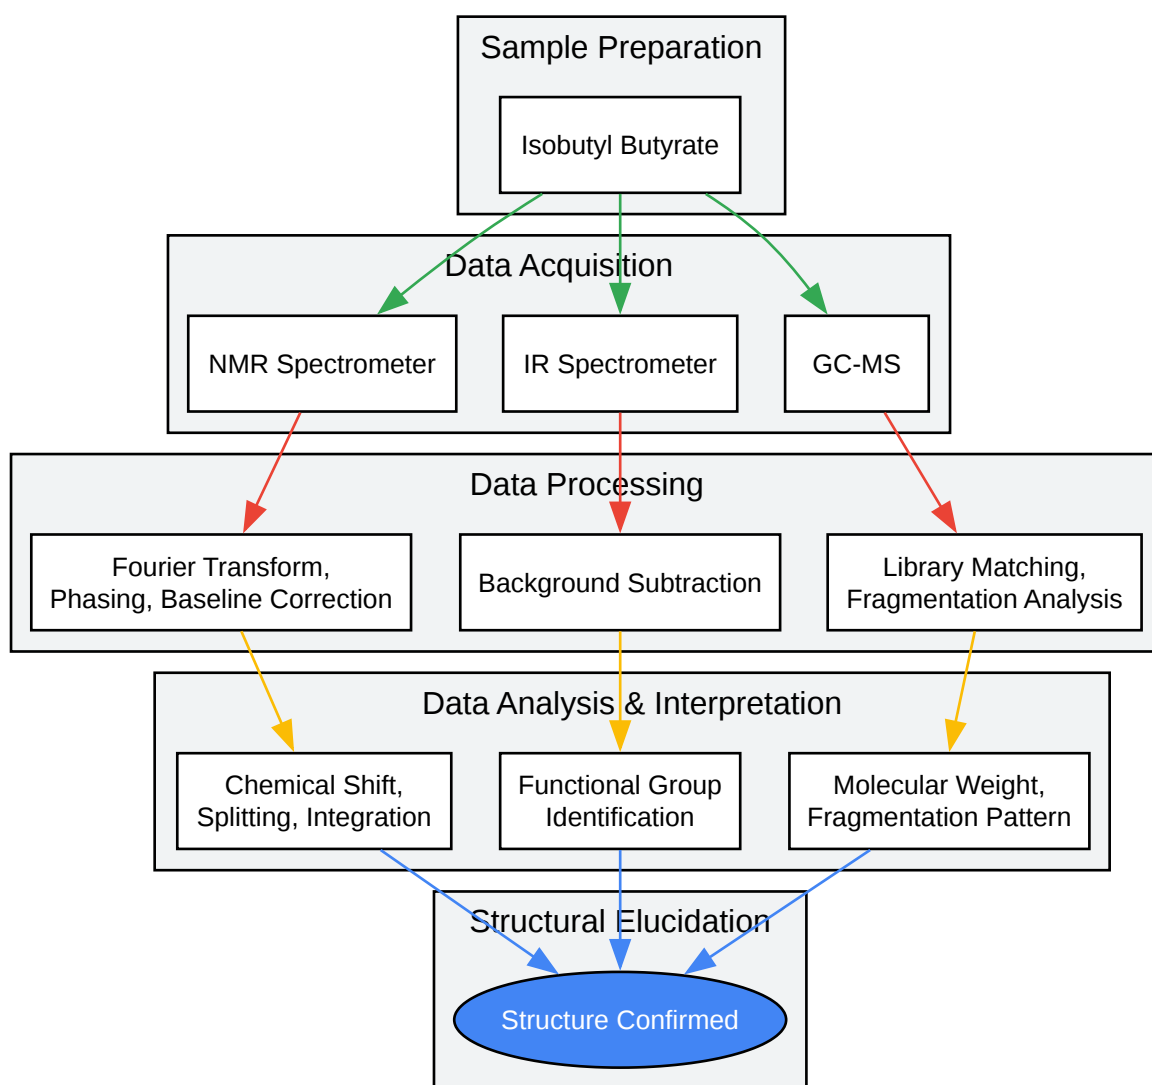 Sample Preparation
Isobutyl Butyrate
Data Acquisition
NMR Spectrometer
IR Spectrometer
GC-MS
Data Processing
Fourier Transform,
Phasing, Baseline Correction
Background Subtraction
Library Matching,
Fragmentation Analysis
Data Analysis & Interpretation
Chemical Shift,
Splitting, Integration
Functional Group
Identification
Molecular Weight,
Fragmentation Pattern
Structural Elucidation
Structure Confirmed